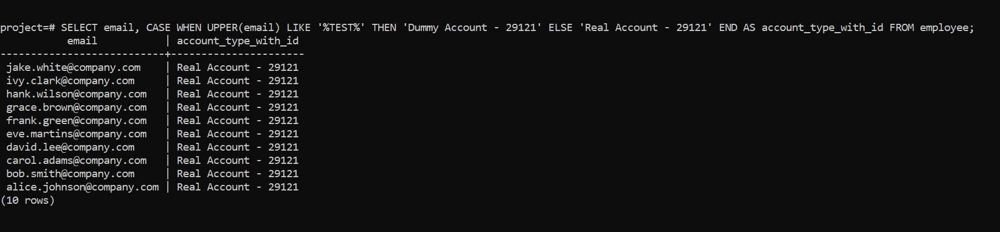 project=# SELECT email, CASE WHEN UPPER(email) LIKE '%TEST%' THEN 'Dummy Account - 29121' ELSE 'Real Account - 29121' END AS account_type_with_id FROM employee;
           email           | account_type_with_id
---------------------------+----------------------
 jake.white@company.com    | Real Account - 29121
 ivy.clark@company.com     | Real Account - 29121
 hank.wilson@company.com   | Real Account - 29121
 grace.brown@company.com   | Real Account - 29121
 frank.green@company.com   | Real Account - 29121
 eve.martins@company.com   | Real Account - 29121
 david.lee@company.com     | Real Account - 29121
 carol.adams@company.com   | Real Account - 29121
 bob.smith@company.com     | Real Account - 29121
 alice.johnson@company.com | Real Account - 29121
(10 rows)